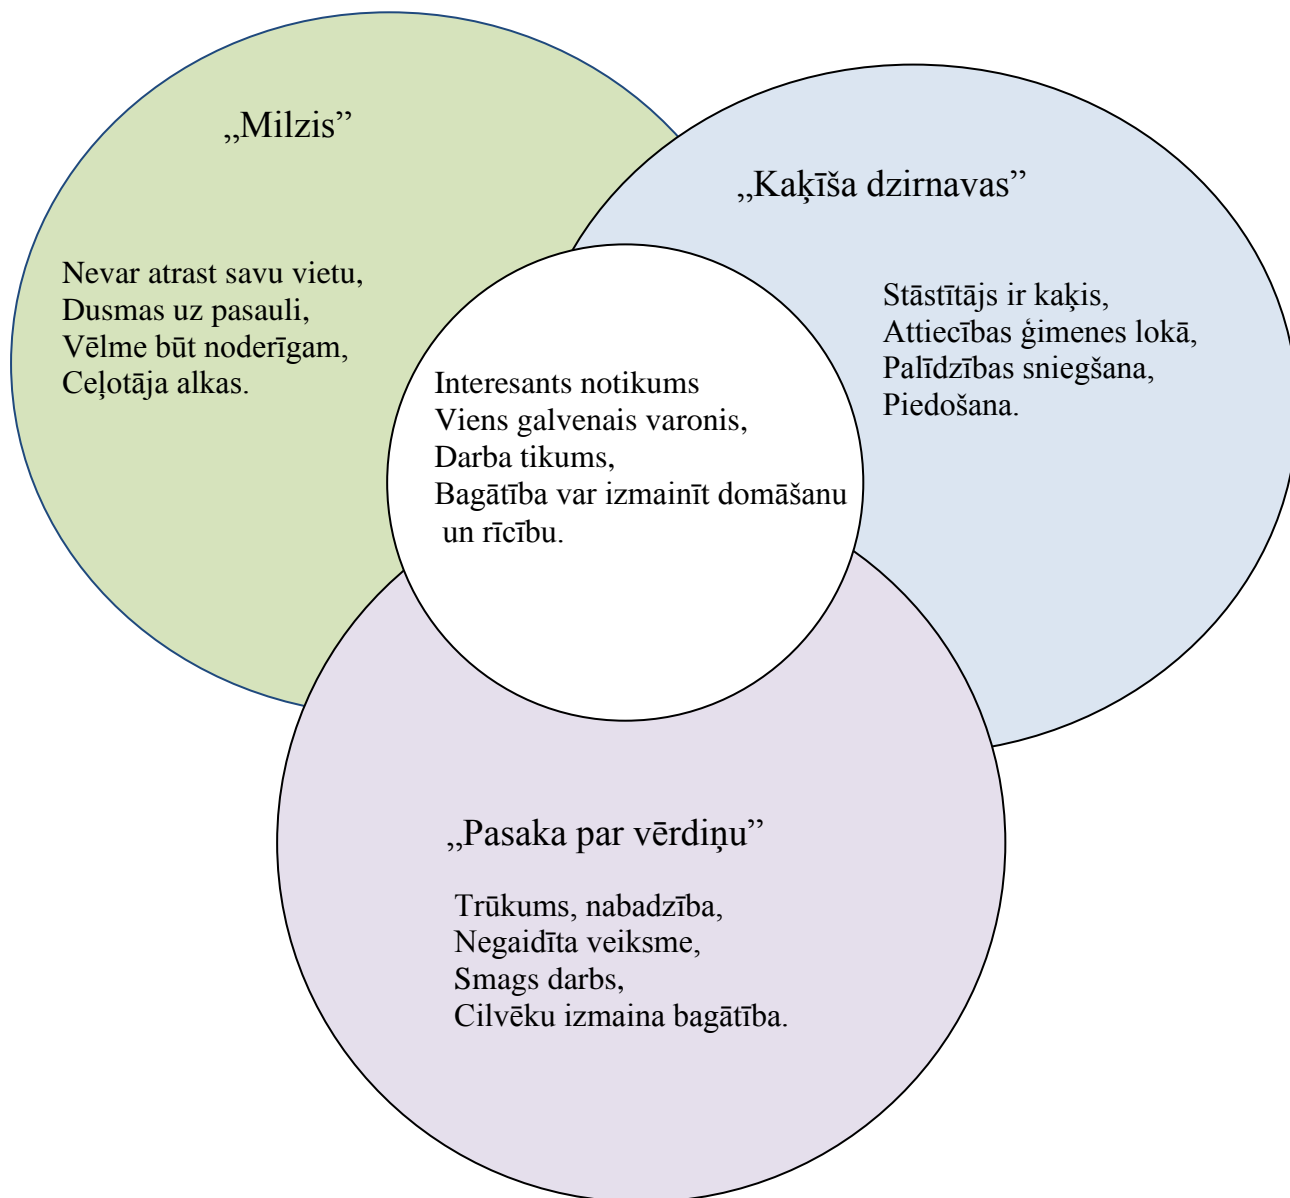 „Milzis”
Nevar atrast savu vietu,
Dusmas uz pasauli,
Vēlme būt noderīgam,
Ceļotāja alkas.
„Kaķīša dzirnavas”
Stāstītājs ir kaķis,
Attiecības ģimenes lokā,
Palīdzības sniegšana,
Piedošana.
Interesants notikums
Viens galvenais varonis,
Darba tikums,
Bagātība var izmainīt domāšanu
un rīcību.
„Pasaka par vērdiņu”
Trūkums, nabadzība,
Negaidīta veiksme,
Smags darbs,
Cilvēku izmaina bagātība.